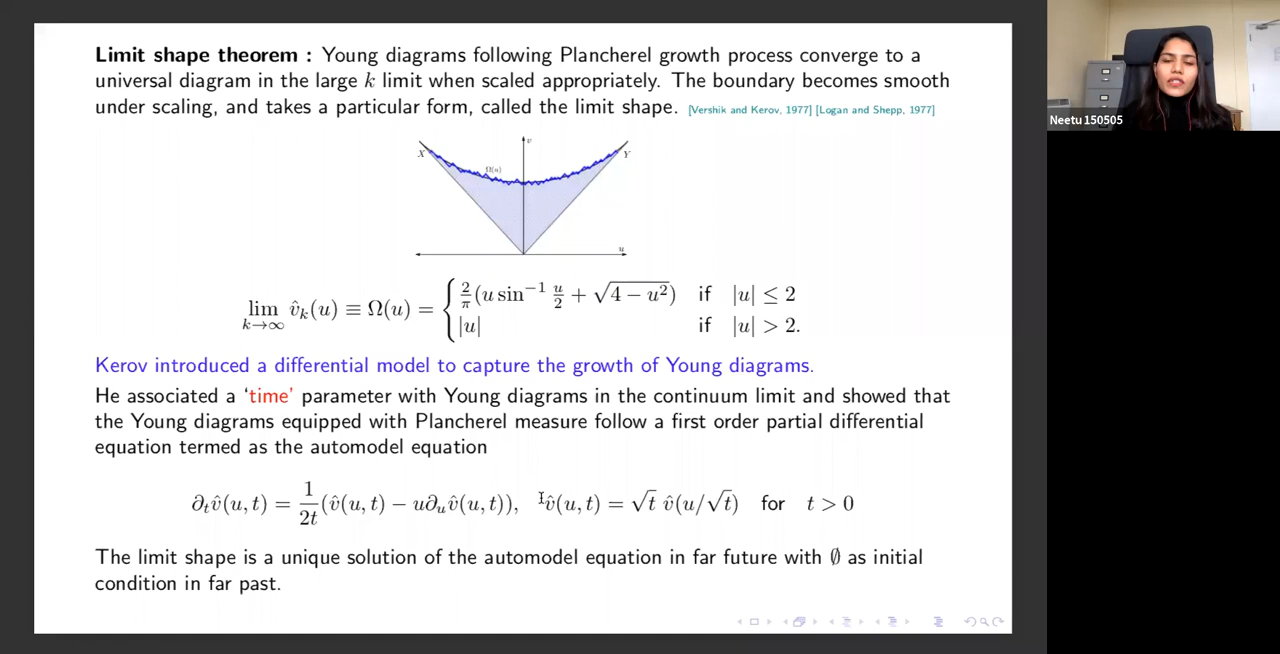 Limit shape theorem : Young diagrams following Plancherel growth process converge to a
universal diagram in the large k limit when scaled appropriately. The boundary becomes smooth
under scaling, and takes a particular form, called the limit shape. [Vershik and Kerov, 1977] [Logan and Shepp, 1977]
v
X
Ω(u)
Y
u
lim_{k→∞} v̂_k(u) ≡ Ω(u) = { 2/π (u sin⁻¹ u/2 + √(4 − u²)) if |u| ≤ 2
|u| if |u| > 2.
Kerov introduced a differential model to capture the growth of Young diagrams.
He associated a ‘time’ parameter with Young diagrams in the continuum limit and showed that
the Young diagrams equipped with Plancherel measure follow a first order partial differential
equation termed as the automodel equation
∂_t v̂(u, t) = 1/2t (v̂(u, t) − u∂_u v̂(u, t)), v̂(u, t) = √t v̂(u/√t) for t > 0
The limit shape is a unique solution of the automodel equation in far future with ∅ as initial
condition in far past.
Neetu 150505